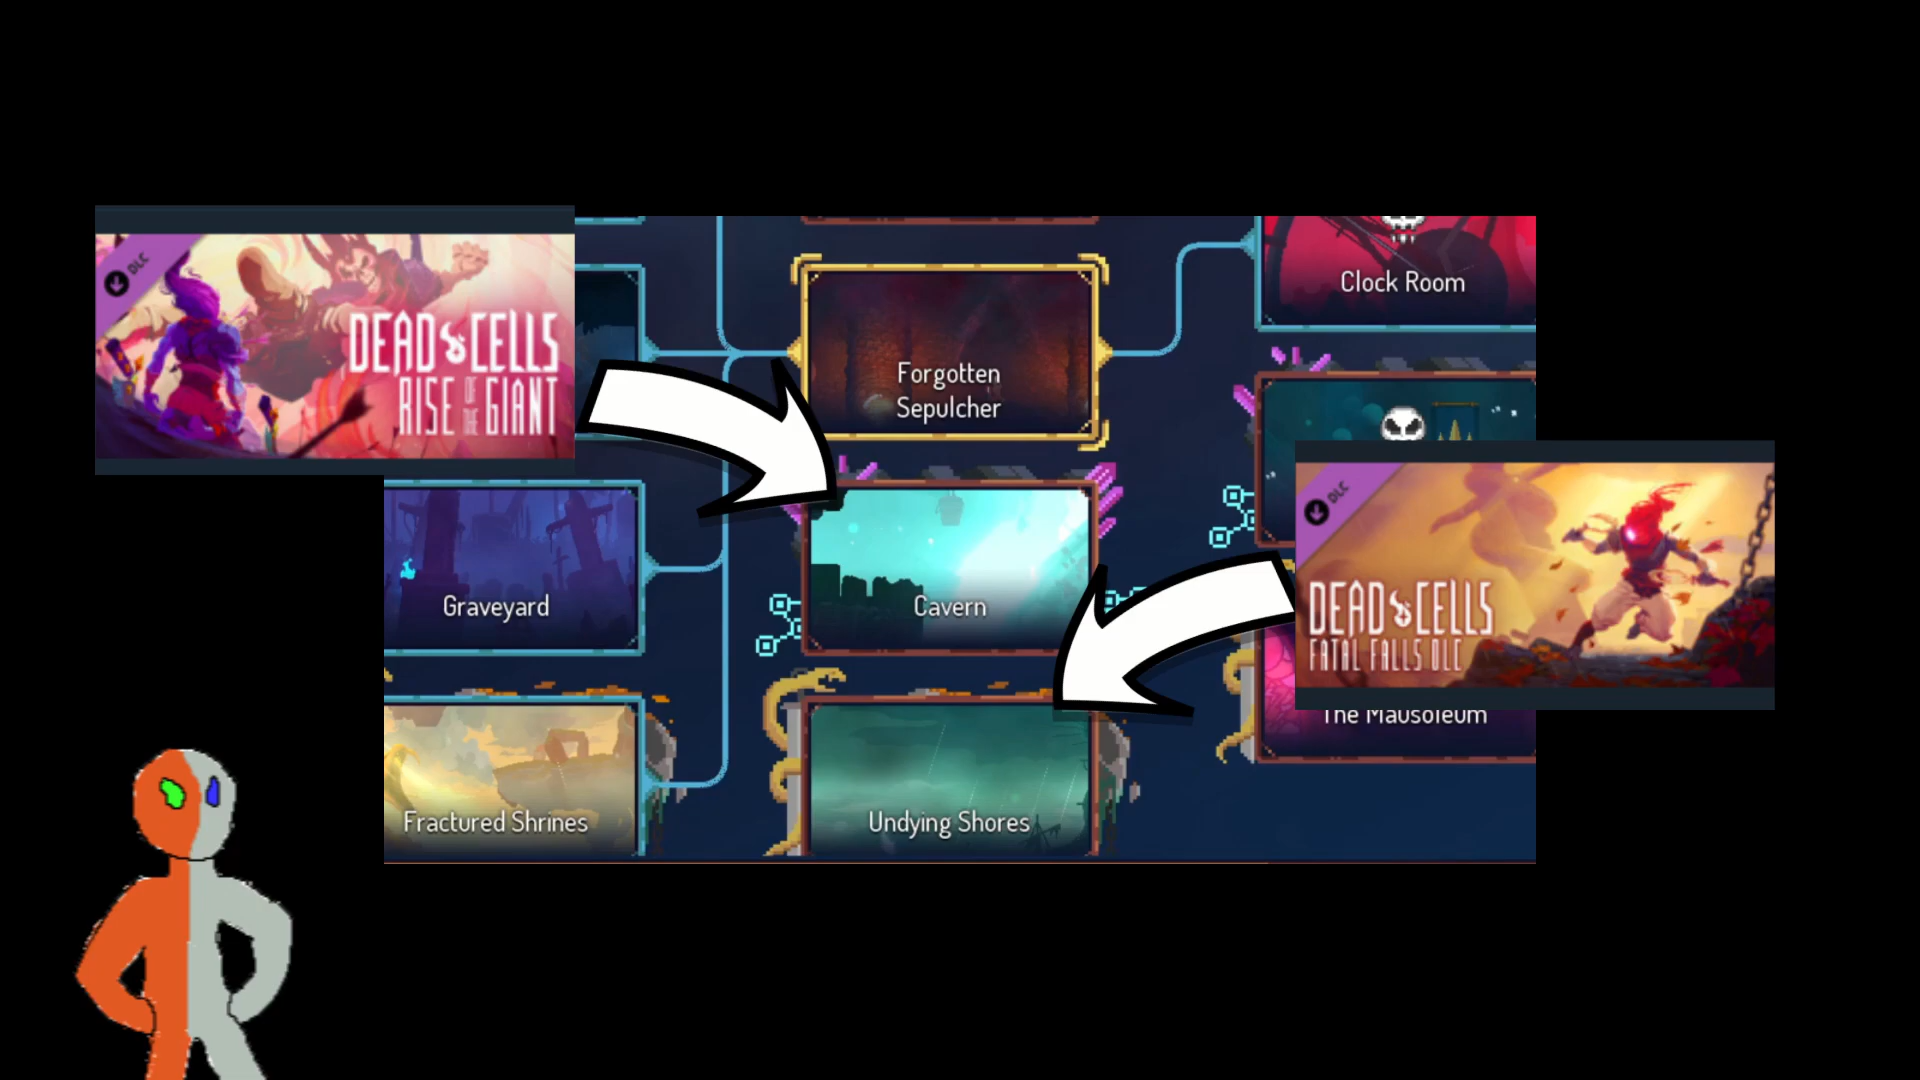 DLC
DEAD CELLS
RISE OF THE GIANT
Forgotten
Sepulcher
Clock Room
Graveyard
Cavern
DLC
DEAD CELLS
FATAL FALLS DLC
The Mausoleum
Fractured Shrines
Undying Shores